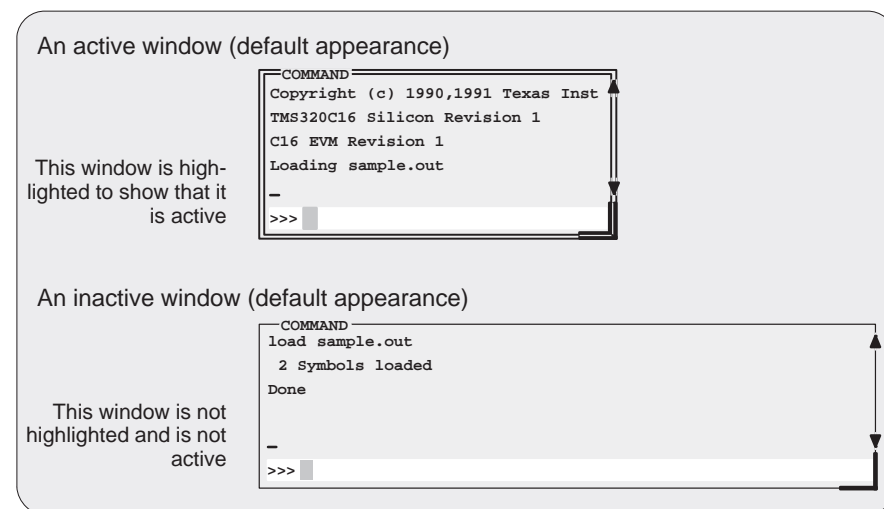 An active window (default appearance)
COMMAND
Copyright (c) 1990,1991 Texas Inst
TMS320C16 Silicon Revision 1
C16 EVM Revision 1
Loading sample.out
_
>>>
This window is high-
lighted to show that it
is active
An inactive window (default appearance)
COMMAND
load sample.out
2 Symbols loaded
Done
_
>>>
This window is not
highlighted and is not
active